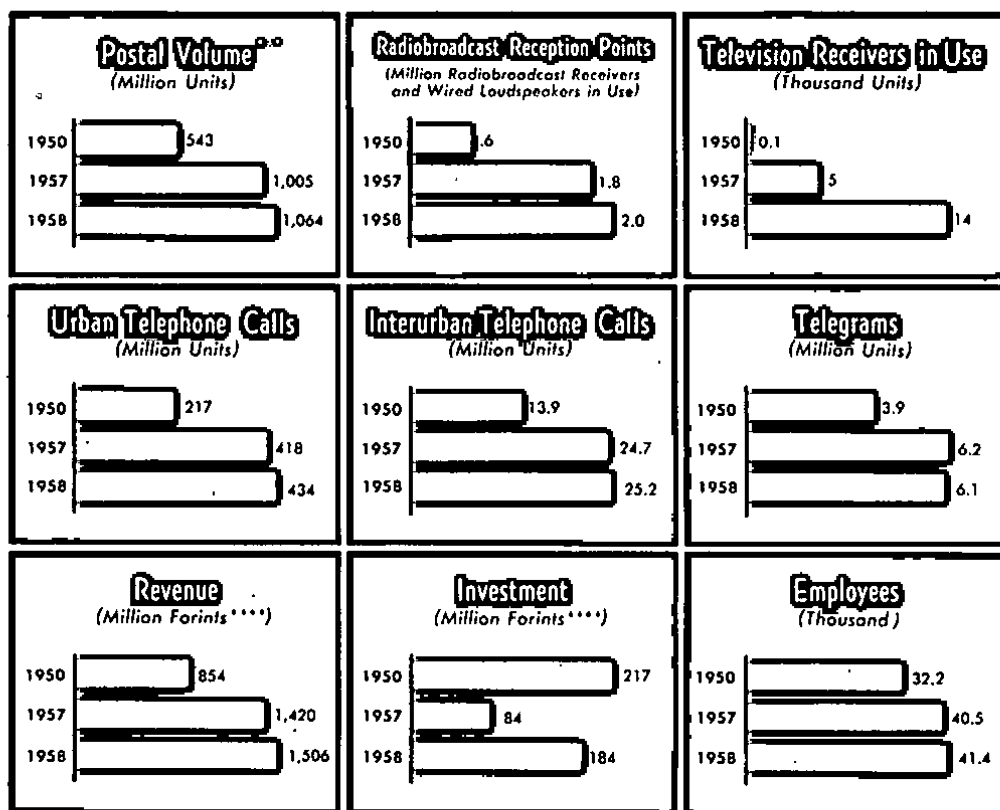 Postal Volume**
(Million Units)
1950 543
1957 1,005
1958 1,064
Radiobroadcast Reception Points
(Million Radiobroadcast Receivers
and Wired Loudspeakers in Use)
1950 .6
1957 1.8
1958 2.0
Television Receivers in Use
(Thousand Units)
1950 0.1
1957 5
1958 14
Urban Telephone Calls
(Million Units)
1950 217
1957 418
1958 434
Interurban Telephone Calls
(Million Units)
1950 13.9
1957 24.7
1958 25.2
Telegrams
(Million Units)
1950 3.9
1957 6.2
1958 6.1
Revenue
(Million Forints****)
1950 854
1957 1,420
1958 1,506
Investment
(Million Forints****)
1950 217
1957 84
1958 184
Employees
(Thousand)
1950 32.2
1957 40.5
1958 41.4